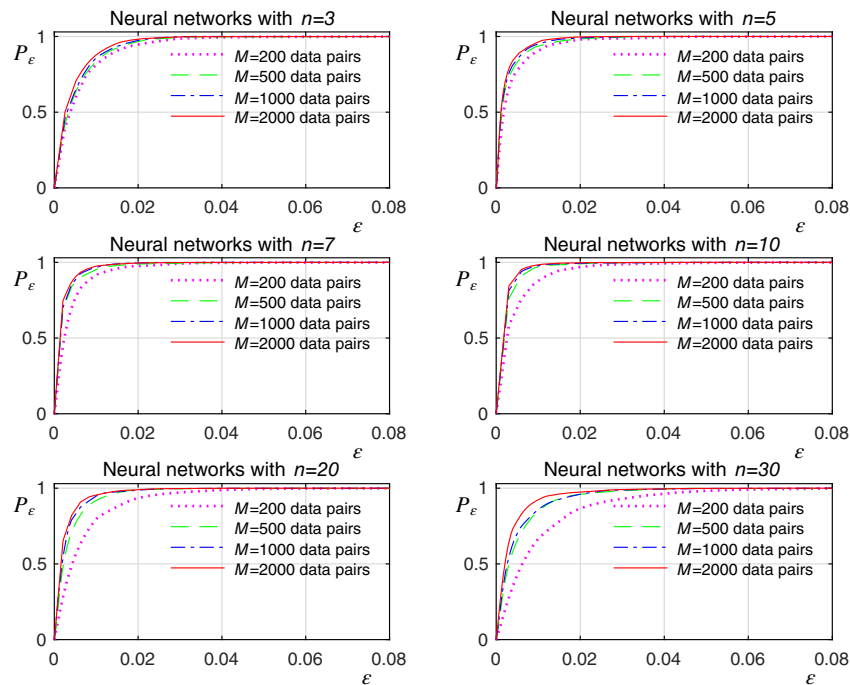 Neural networks with n=3
1
Pε
0.5
0
M=200 data pairs
M=500 data pairs
M=1000 data pairs
M=2000 data pairs
0 0.02 0.04 0.06 0.08
ε
Neural networks with n=5
1
Pε
0.5
0
M=200 data pairs
M=500 data pairs
M=1000 data pairs
M=2000 data pairs
0 0.02 0.04 0.06 0.08
ε
Neural networks with n=7
1
Pε
0.5
0
M=200 data pairs
M=500 data pairs
M=1000 data pairs
M=2000 data pairs
0 0.02 0.04 0.06 0.08
ε
Neural networks with n=10
1
Pε
0.5
0
M=200 data pairs
M=500 data pairs
M=1000 data pairs
M=2000 data pairs
0 0.02 0.04 0.06 0.08
ε
Neural networks with n=20
1
Pε
0.5
0
M=200 data pairs
M=500 data pairs
M=1000 data pairs
M=2000 data pairs
0 0.02 0.04 0.06 0.08
ε
Neural networks with n=30
1
Pε
0.5
0
M=200 data pairs
M=500 data pairs
M=1000 data pairs
M=2000 data pairs
0 0.02 0.04 0.06 0.08
ε